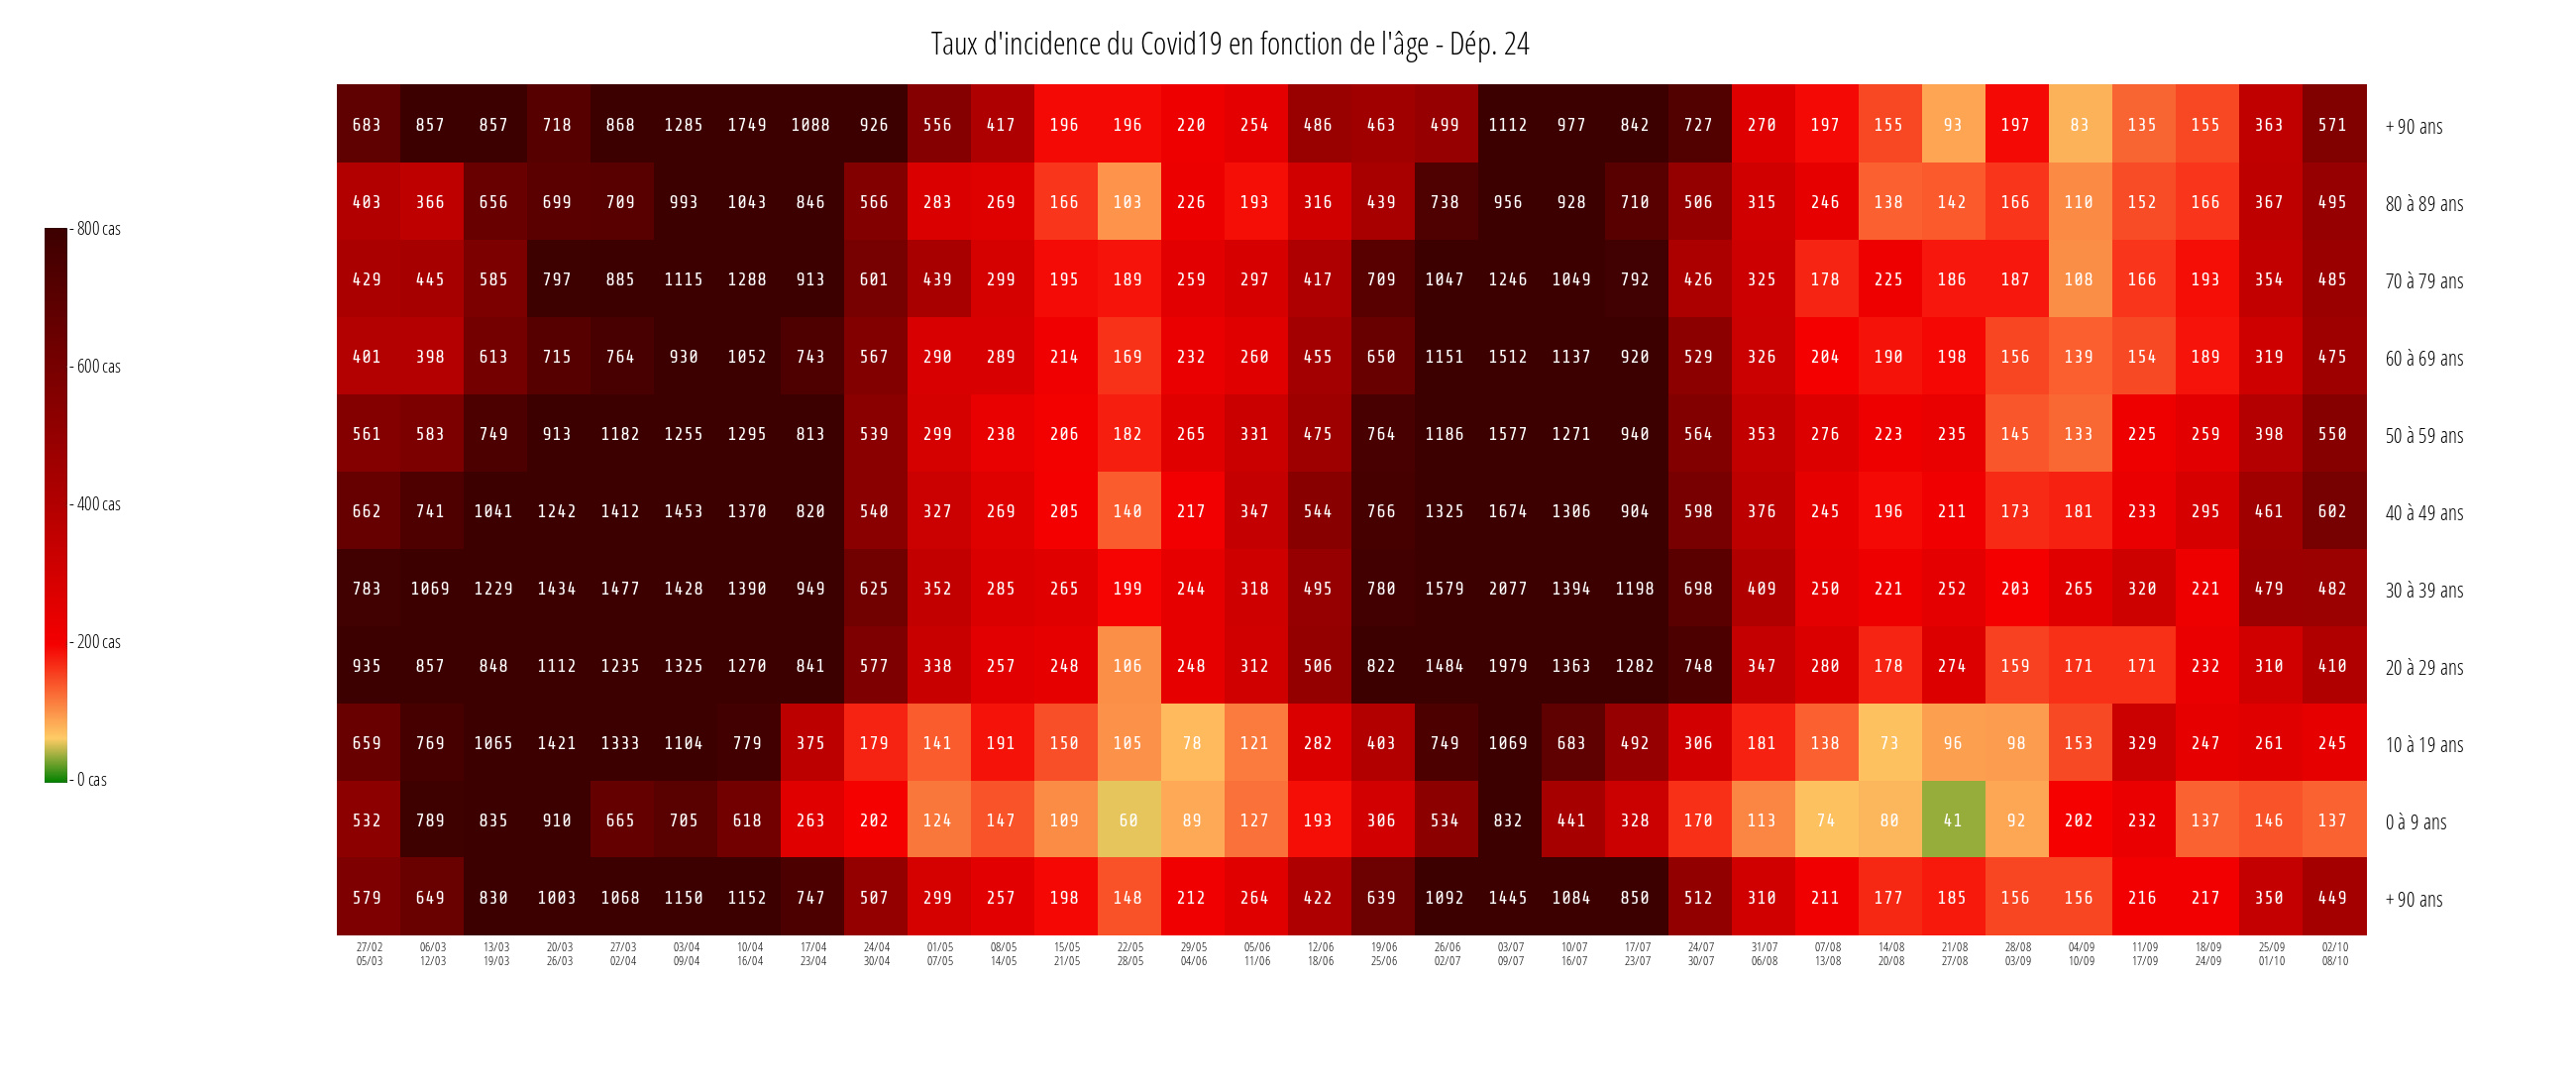 Taux d'incidence du Covid19 en fonction de l'âge - Dép. 24
- 800 cas
- 600 cas
- 400 cas
- 200 cas
- 0 cas
683 857 857 718 868 1285 1749 1088 926 556 417 196 196 220 254 486 463 499 1112 977 842 727 270 197 155 93 197 83 135 155 363 571 + 90 ans
403 366 656 699 709 993 1043 846 566 283 269 166 103 226 193 316 439 738 956 928 710 506 315 246 138 142 166 110 152 166 367 495 80 à 89 ans
429 445 585 797 885 1115 1288 913 601 439 299 195 189 259 297 417 709 1047 1246 1049 792 426 325 178 225 186 187 108 166 193 354 485 70 à 79 ans
401 398 613 715 764 930 1052 743 567 290 289 214 169 232 260 455 650 1151 1512 1137 920 529 326 204 190 198 156 139 154 189 319 475 60 à 69 ans
561 583 749 913 1182 1255 1295 813 539 299 238 206 182 265 331 475 764 1186 1577 1271 940 564 353 276 223 235 145 133 225 259 398 550 50 à 59 ans
662 741 1041 1242 1412 1453 1370 820 540 327 269 205 140 217 347 544 766 1325 1674 1306 904 598 376 245 196 211 173 181 233 295 461 602 40 à 49 ans
783 1069 1229 1434 1477 1428 1390 949 625 352 285 265 199 244 318 495 780 1579 2077 1394 1198 698 409 250 221 252 203 265 320 221 479 482 30 à 39 ans
935 857 848 1112 1235 1325 1270 841 577 338 257 248 106 248 312 506 822 1484 1979 1363 1282 748 347 280 178 274 159 171 171 232 310 410 20 à 29 ans
659 769 1065 1421 1333 1104 779 375 179 141 191 150 105 78 121 282 403 749 1069 683 492 306 181 138 73 96 98 153 329 247 261 245 10 à 19 ans
532 789 835 910 665 705 618 263 202 124 147 109 60 89 127 193 306 534 832 441 328 170 113 74 80 41 92 202 232 137 146 137 0 à 9 ans
579 649 830 1003 1068 1150 1152 747 507 299 257 198 148 212 264 422 639 1092 1445 1084 850 512 310 211 177 185 156 156 216 217 350 449 + 90 ans
27/02 06/03 13/03 20/03 27/03 03/04 10/04 17/04 24/04 01/05 08/05 15/05 22/05 29/05 05/06 12/06 19/06 26/06 03/07 10/07 17/07 24/07 31/07 07/08 14/08 21/08 28/08 04/09 11/09 18/09 25/09 02/10
05/03 12/03 19/03 26/03 02/04 09/04 16/04 23/04 30/04 07/05 14/05 21/05 28/05 04/06 11/06 18/06 25/06 02/07 09/07 16/07 23/07 30/07 06/08 13/08 20/08 27/08 03/09 10/09 17/09 24/09 01/10 08/10